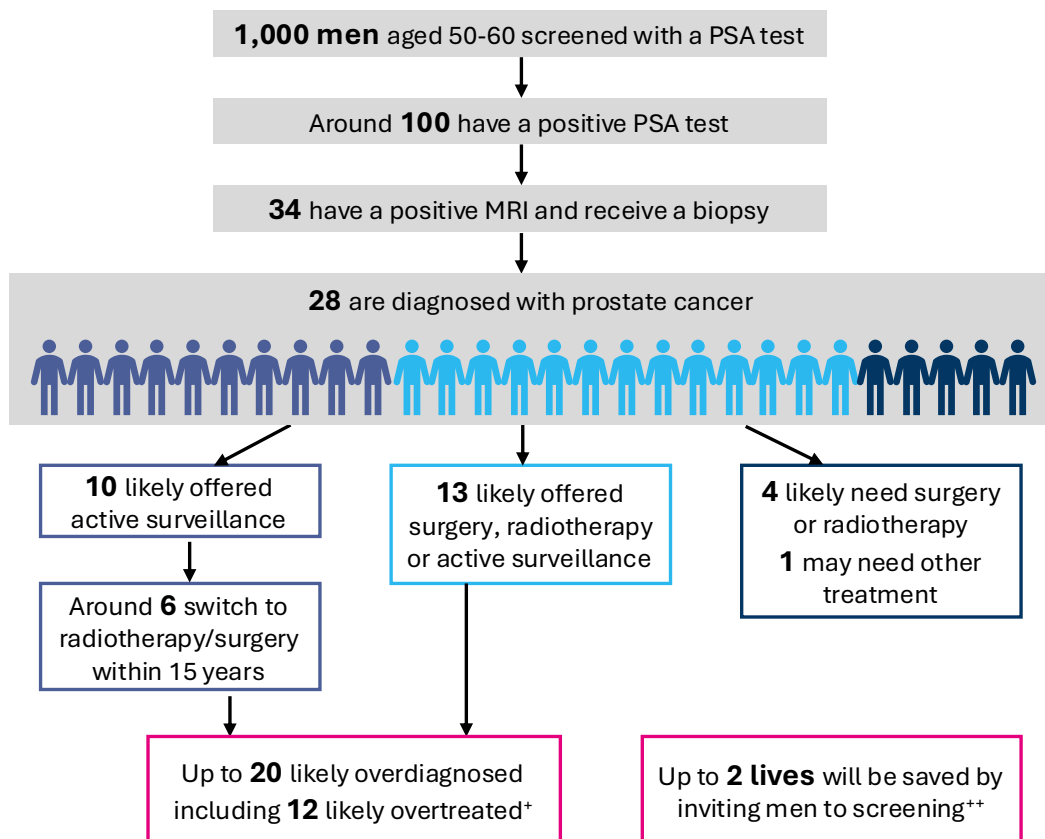 1,000 men aged 50-60 screened with a PSA test
Around 100 have a positive PSA test
34 have a positive MRI and receive a biopsy
28 are diagnosed with prostate cancer
10 likely offered
active surveillance
13 likely offered
surgery, radiotherapy
or active surveillance
4 likely need surgery
or radiotherapy
1 may need other
treatment
Around 6 switch to
radiotherapy/surgery
within 15 years
Up to 20 likely overdiagnosed
including 12 likely overtreated⁺
Up to 2 lives will be saved by
inviting men to screening⁺⁺